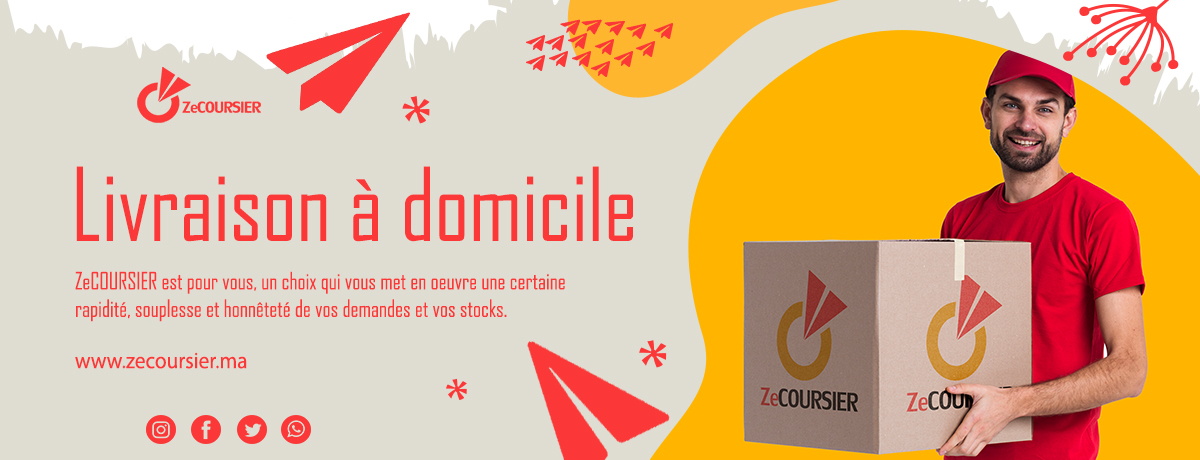 ZeCOURSIER
Livraison à domicile
ZeCOURSIER est pour vous, un choix qui vous met en oeuvre une certaine
rapidité, souplesse et honnêteté de vos demandes et vos stocks.
www.zecoursier.ma
ZeCOURSIER
ZeCOU